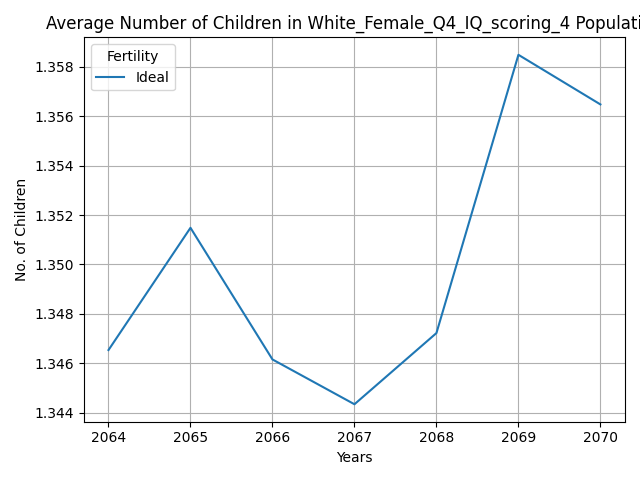 Average Number of Children in White_Female_Q4_IQ_scoring_4 Populati
Fertility
Ideal
1.358
1.356
1.354
1.352
1.350
1.348
1.346
1.344
No. of Children
2064 2065 2066 2067 2068 2069 2070
Years